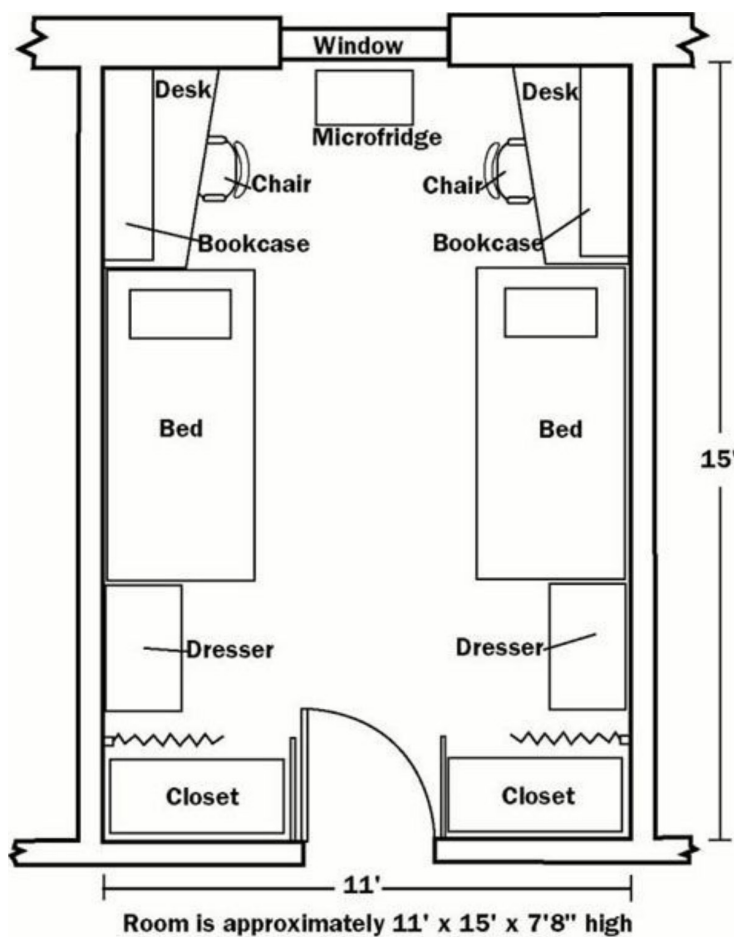 Window
Desk
Desk
Microfridge
Chair
Chair
Bookcase
Bookcase
Bed
Bed
15'
Dresser
Dresser
Closet
Closet
11'
Room is approximately 11' x 15' x 7'8" high